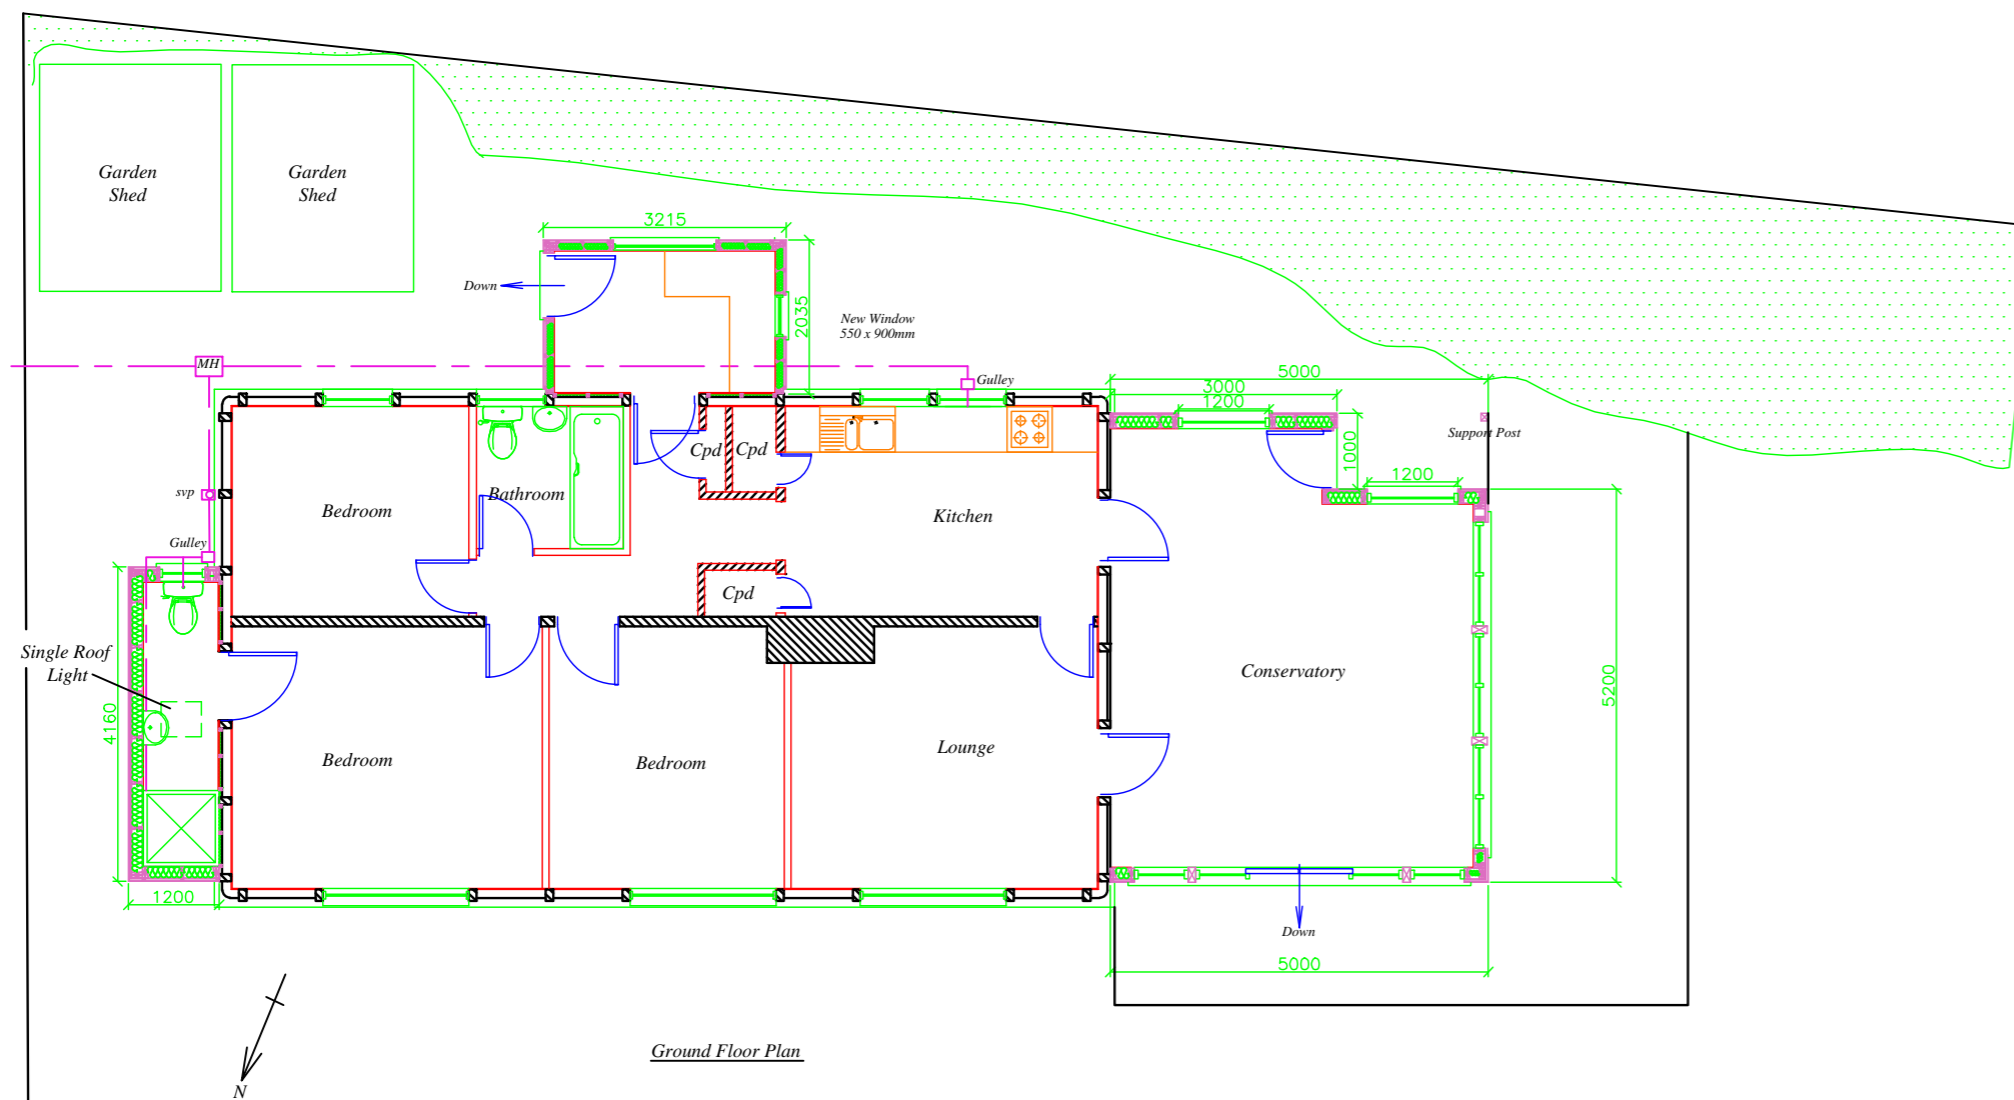 Garden
Shed
Garden
Shed
3215
Down
2035
New Window
550 x 900mm
MH
Gulley
5000
3000
1200
Support Post
1000
1200
Cpd
Cpd
svp
Bathroom
Bedroom
Kitchen
Gulley
Cpd
Single Roof
Light
Conservatory
5200
4160
Bedroom
Bedroom
Lounge
1200
Down
5000
Ground Floor Plan
N